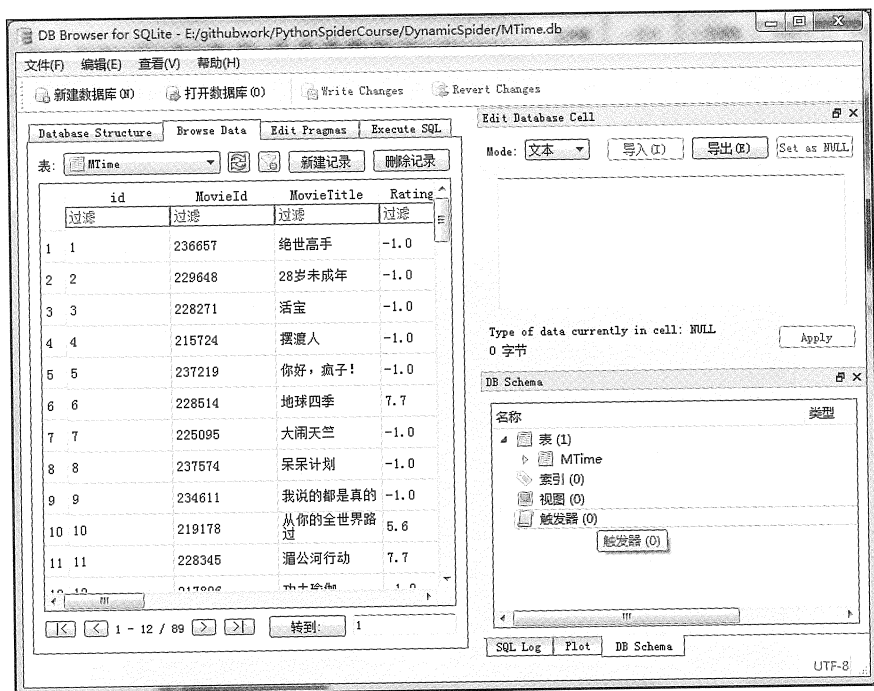 DB Browser for SQLite - E:/githubwork/PythonSpiderCourse/DynamicSpider/MTime.db
文件(F) 编辑(E) 查看(V) 帮助(H)
新建数据库(N) 打开数据库(O) Write Changes Revert Changes
Database Structure Browse Data Edit Pragmas Execute SQL
表: MTime 新建记录 删除记录
id MovieId MovieTitle Rating
过滤 过滤 过滤 过滤
1 1 236657 绝世高手 -1.0
2 2 229648 28岁未成年 -1.0
3 3 228271 活宝 -1.0
4 4 215724 摆渡人 -1.0
5 5 237219 你好，疯子! -1.0
6 6 228514 地球四季 7.7
7 7 225095 大闹天竺 -1.0
8 8 237574 呆呆计划 -1.0
9 9 234611 我说的都是真的 -1.0
10 10 219178 从你的全世界路过 5.6
11 11 228345 湄公河行动 7.7
1 - 12 / 89 转到: 1
Edit Database Cell
Mode: 文本 导入(I) 导出(E) Set as NULL
Type of data currently in cell: NULL
0 字节
Apply
DB Schema
名称 类型
表 (1)
MTime
索引 (0)
视图 (0)
触发器 (0)
触发器 (0)
SQL Log Plot DB Schema
UTF-8